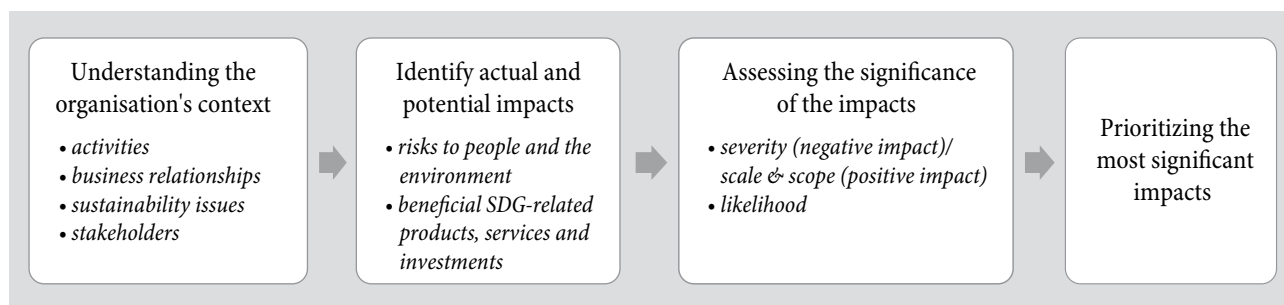 Understanding the
organisation's context
• activities
• business relationships
• sustainability issues
• stakeholders
Identify actual and
potential impacts
• risks to people and the
environment
• beneficial SDG-related
products, services and
investments
Assessing the significance
of the impacts
• severity (negative impact)/
scale & scope (positive impact)
• likelihood
Prioritizing the
most significant
impacts